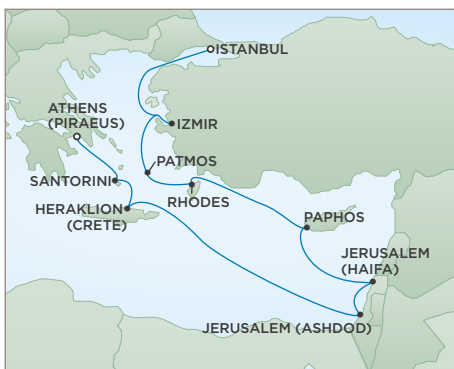 ISTANBUL
ATHENS
(PIRAEUS)
IZMIR
PATMOS
SANTORINI
RHODES
HERAKLION
(CRETE)
PAPHOS
JERUSALEM
(HAIFA)
JERUSALEM (ASHDOD)